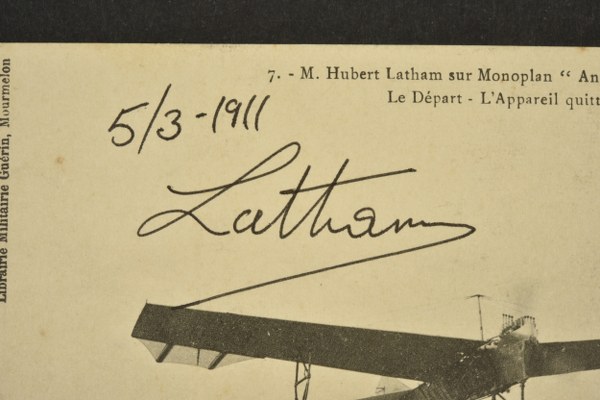 7. - M. Hubert Latham sur Monoplan “ An
Le Départ - L'Appareil quitt
5/3-1911
Latham
Librairie Militaire Guérin, Mourmelon